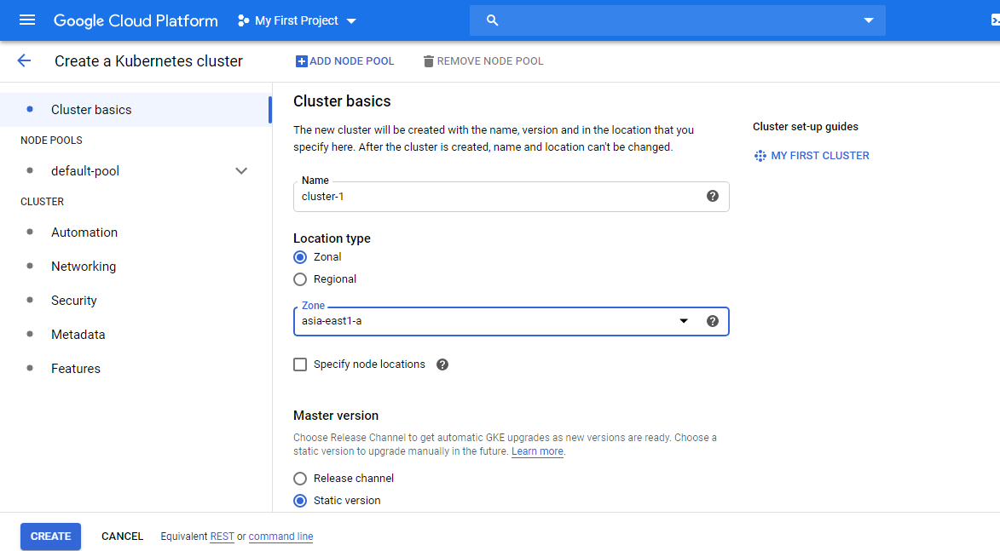 Google Cloud Platform
My First Project
Create a Kubernetes cluster
ADD NODE POOL
REMOVE NODE POOL
Cluster basics
NODE POOLS
default-pool
CLUSTER
Automation
Networking
Security
Metadata
Features
Cluster basics
The new cluster will be created with the name, version and in the location that you
specify here. After the cluster is created, name and location can't be changed.
Name
cluster-1
Location type
Zonal
Regional
Zone
asia-east1-a
Specify node locations
Master version
Choose Release Channel to get automatic GKE upgrades as new versions are ready. Choose a
static version to upgrade manually in the future. Learn more.
Release channel
Static version
Cluster set-up guides
MY FIRST CLUSTER
CREATE
CANCEL
Equivalent REST or command line